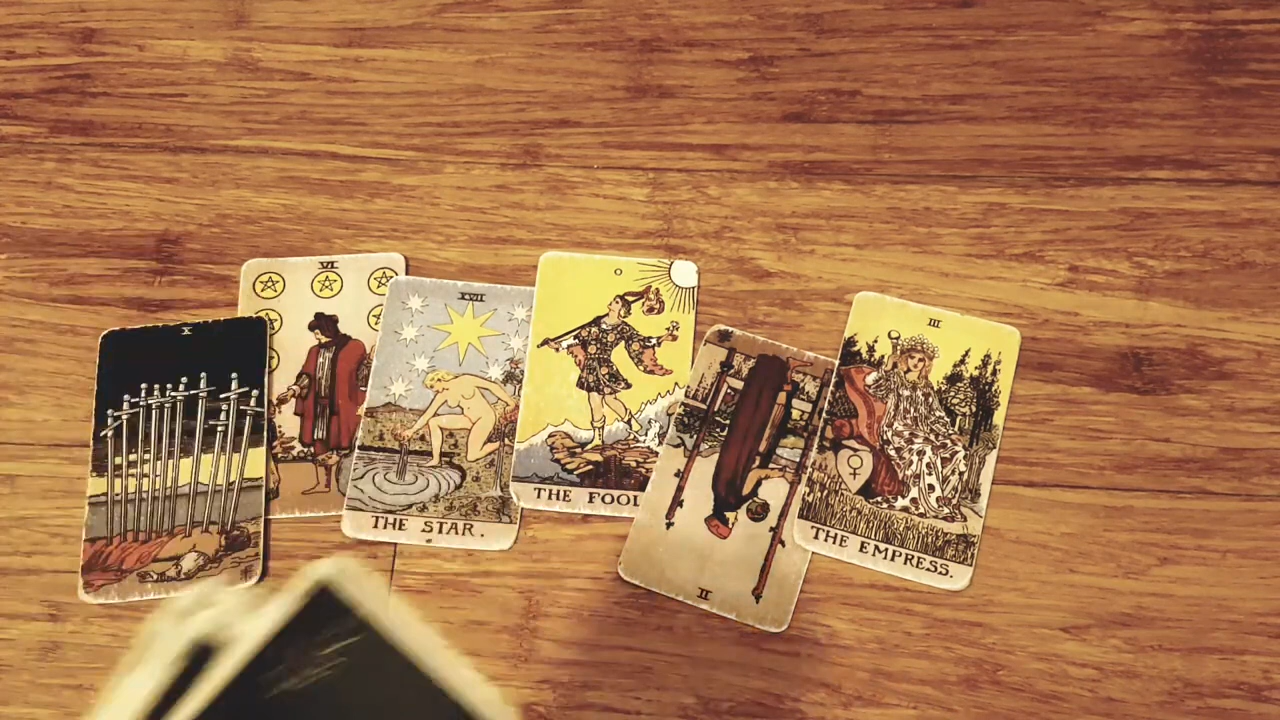 X
VI
XVII
THE STAR.
THE FOOL
II
III
THE EMPRESS.